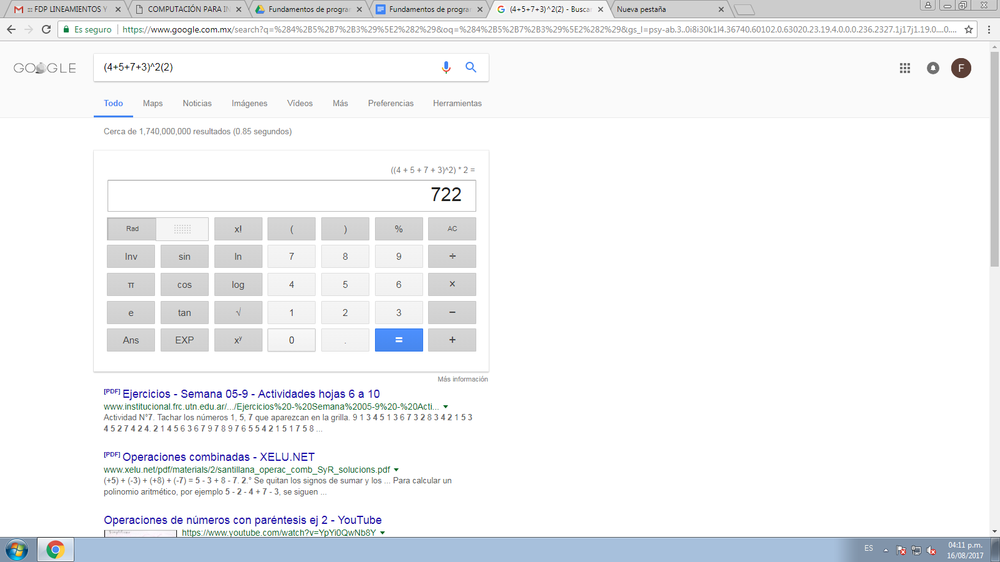 ::: FDP LINEAMIENTOS Y
COMPUTACIÓN PARA IN
Fundamentos de progra
Fundamentos de progra
(4+5+7+3)^2(2) - Busca
Nueva pestaña
Es seguro
https://www.google.com.mx/search?q=%284%2B5%2B7%2B3%29%5E2%282%29&oq=%284%2B5%2B7%2B3%29%5E2%282%29&gs_l=psy-ab.3..0i8i30k1l4.36740.60102.0.63020.23.19.4.0.0.0.236.2327.1j17j1.19.0....0....
GOOGLE
(4+5+7+3)^2(2)
F
Todo Maps Noticias Imágenes Vídeos Más Preferencias Herramientas
Cerca de 1,740,000,000 resultados (0.85 segundos)
((4 + 5 + 7 + 3)^2) * 2 =
722
Rad x! ( ) % AC
Inv sin ln 7 8 9 ÷
π cos log 4 5 6 ×
e tan √ 1 2 3 −
Ans EXP xʸ 0 . = +
Más información
[PDF] Ejercicios - Semana 05-9 - Actividades hojas 6 a 10
www.institucional.frc.utn.edu.ar/.../Ejercicios%20-%20Semana%2005-9%20-%20Acti...
Actividad N°7. Tachar los números 1, 5, 7 que aparezcan en la grilla. 9 1 3 4 5 1 3 6 7 3 2 8 3 4 2 1 5 3
4 5 2 7 4 2 4. 2 1 4 5 6 3 6 7 9 7 8 9 7 6 5 5 4 2 1 5 1 7 5 8 ...
[PDF] Operaciones combinadas - XELU.NET
www.xelu.net/pdf/materials/2/santillana_operac_comb_SyR_solucions.pdf
(+5) + (-3) + (+8) + (-7) = 5 - 3 + 8 - 7. 2.° Se quitan los signos de sumar y los ... Para calcular un
polinomio aritmético, por ejemplo 5 - 2 - 4 + 7 - 3, se siguen ...
Operaciones de números con paréntesis ej 2 - YouTube
https://www.youtube.com/watch?v=YpYi0QwNb8Y
ES
04:11 p.m.
16/08/2017